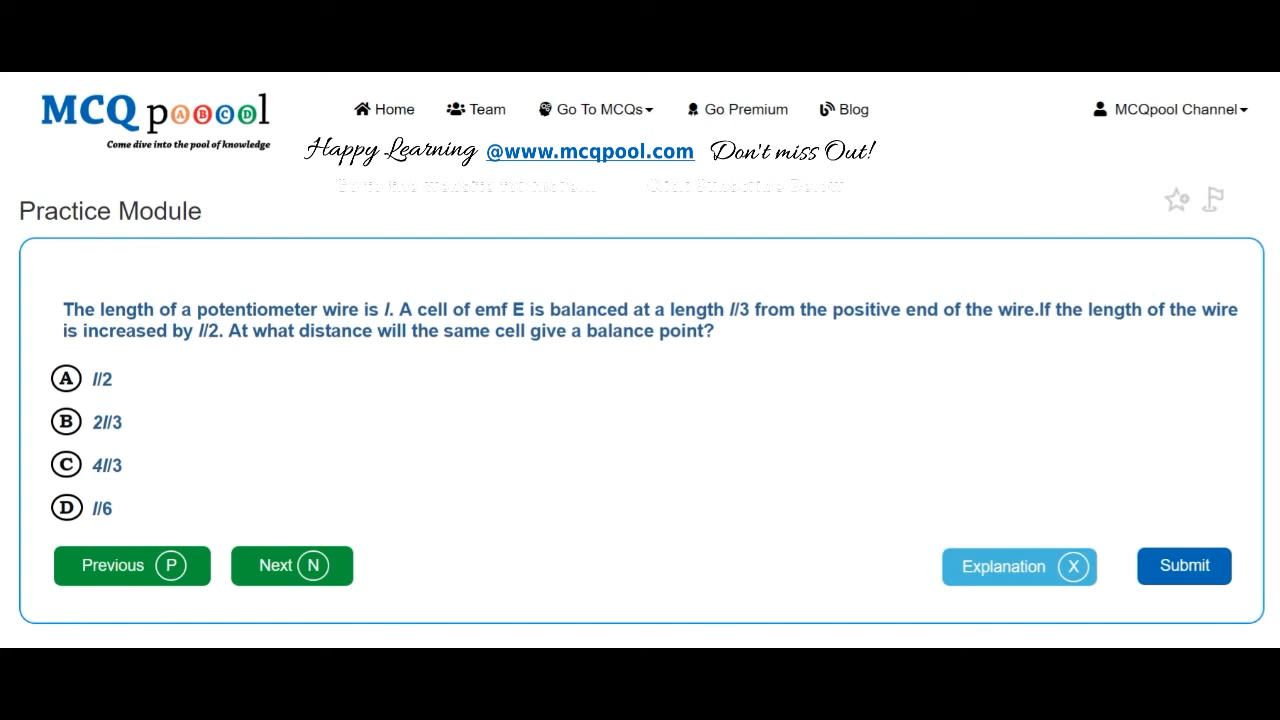 MCQ pooool
Come dive into the pool of knowledge
Home Team Go To MCQs Go Premium Blog MCQpool Channel
Happy Learning @www.mcqpool.com Don't miss Out!
Practice Module
The length of a potentiometer wire is l. A cell of emf E is balanced at a length l/3 from the positive end of the wire.If the length of the wire
is increased by l/2. At what distance will the same cell give a balance point?
A l/2
B 2l/3
C 4l/3
D l/6
Previous P Next N Explanation X Submit